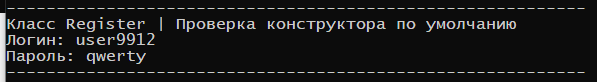 ----------------------------------------------------------
Класс Register | Проверка конструктора по умолчанию
Логин: user9912
Пароль: qwerty
----------------------------------------------------------